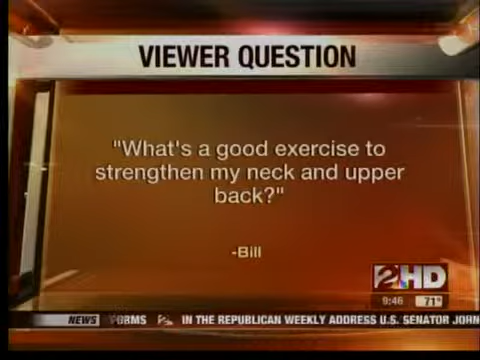 VIEWER QUESTION
"What's a good exercise to
strengthen my neck and upper
back?"
-Bill
2HD
9:46 71°
NEWS IN THE REPUBLICAN WEEKLY ADDRESS U.S. SENATOR JOHN